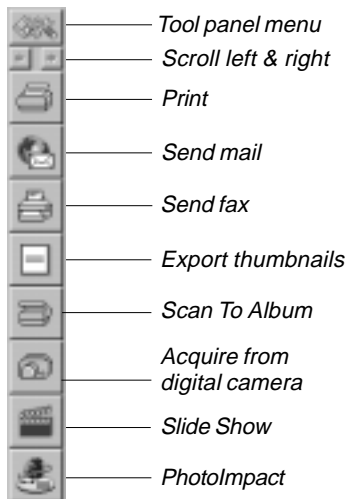 Tool panel menu
Scroll left & right
Print
Send mail
Send fax
Export thumbnails
Scan To Album
Acquire from
digital camera
Slide Show
PhotoImpact